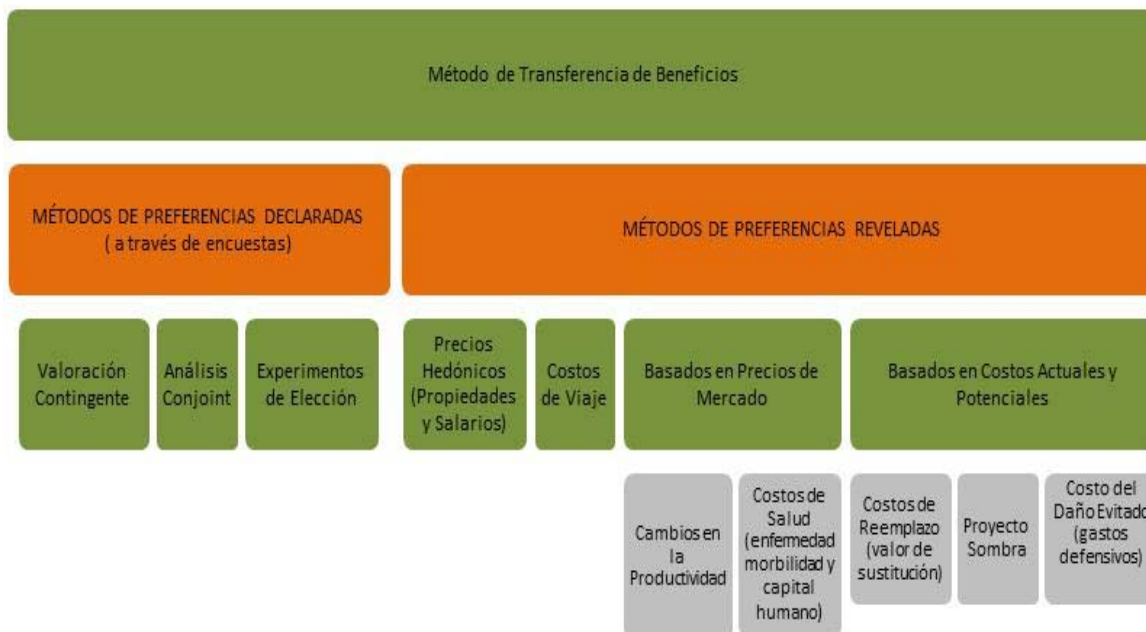 Método de Transferencia de Beneficios
MÉTODOS DE PREFERENCIAS DECLARADAS
( a través de encuestas)
MÉTODOS DE PREFERENCIAS REVELADAS
Valoración
Contingente
Análisis
Conjoint
Experimentos
de Elección
Precios
Hedónicos
(Propiedades
y Salarios)
Costos
de Viaje
Basados en Precios de
Mercado
Basados en Costos Actuales y
Potenciales
Cambios en
la
Productividad
Costos de
Salud
(enfermedad
morbilidad y
capital
humano)
Costos de
Reemplazo
(valor de
sustitución)
Proyecto
Sombra
Costo del
Daño Evitado
(gastos
defensivos)